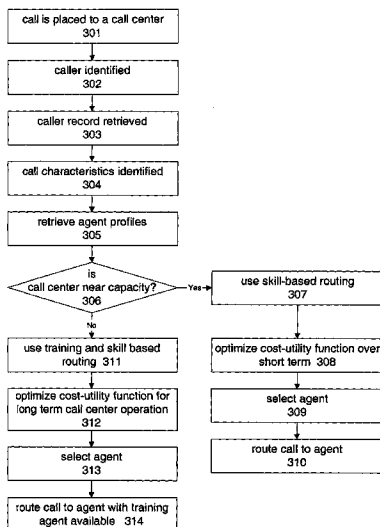 call is placed to a call center
301
caller identified
302
caller record retrieved
303
call characteristics identified
304
retrieve agent profiles
305
is
call center near capacity?
306
Yes
use skill-based routing
307
No
use training and skill based
routing 311
optimize cost-utility function over
short term 308
optimize cost-utility function for
long term call center operation
312
select agent
309
select agent
313
route call to agent
310
route call to agent with training
agent available 314